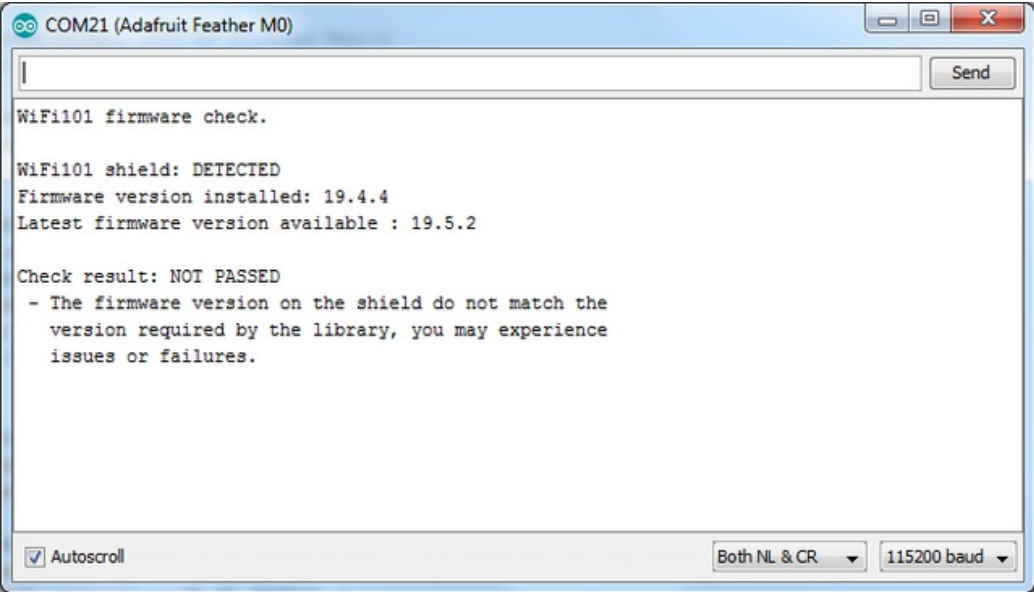 COM21 (Adafruit Feather M0)
Send
WiFi101 firmware check.
WiFi101 shield: DETECTED
Firmware version installed: 19.4.4
Latest firmware version available : 19.5.2
Check result: NOT PASSED
- The firmware version on the shield do not match the
version required by the library, you may experience
issues or failures.
Autoscroll
Both NL & CR
115200 baud